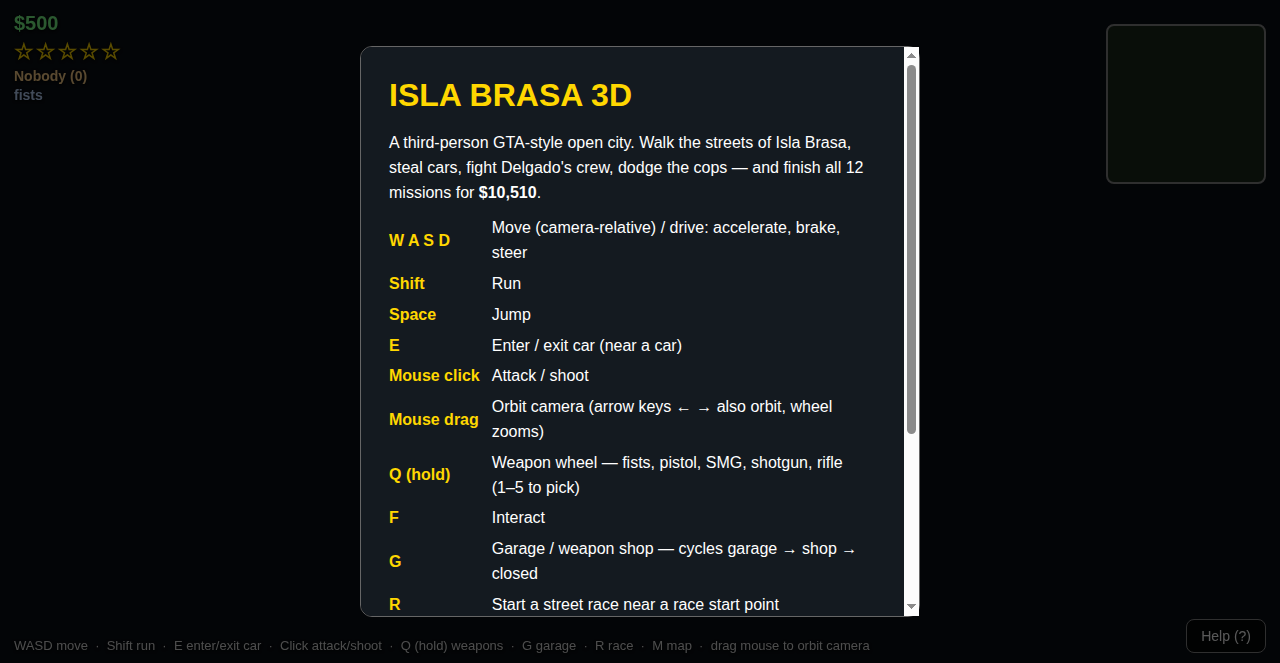 $500
☆☆☆☆☆
Nobody (0)
fists
ISLA BRASA 3D
A third-person GTA-style open city. Walk the streets of Isla Brasa,
steal cars, fight Delgado's crew, dodge the cops — and finish all 12
missions for $10,510.
W A S D Move (camera-relative) / drive: accelerate, brake,
steer
Shift Run
Space Jump
E Enter / exit car (near a car)
Mouse click Attack / shoot
Mouse drag Orbit camera (arrow keys ← → also orbit, wheel
zooms)
Q (hold) Weapon wheel — fists, pistol, SMG, shotgun, rifle
(1–5 to pick)
F Interact
G Garage / weapon shop — cycles garage → shop →
closed
R Start a street race near a race start point
WASD move · Shift run · E enter/exit car · Click attack/shoot · Q (hold) weapons · G garage · R race · M map · drag mouse to orbit camera
Help (?)